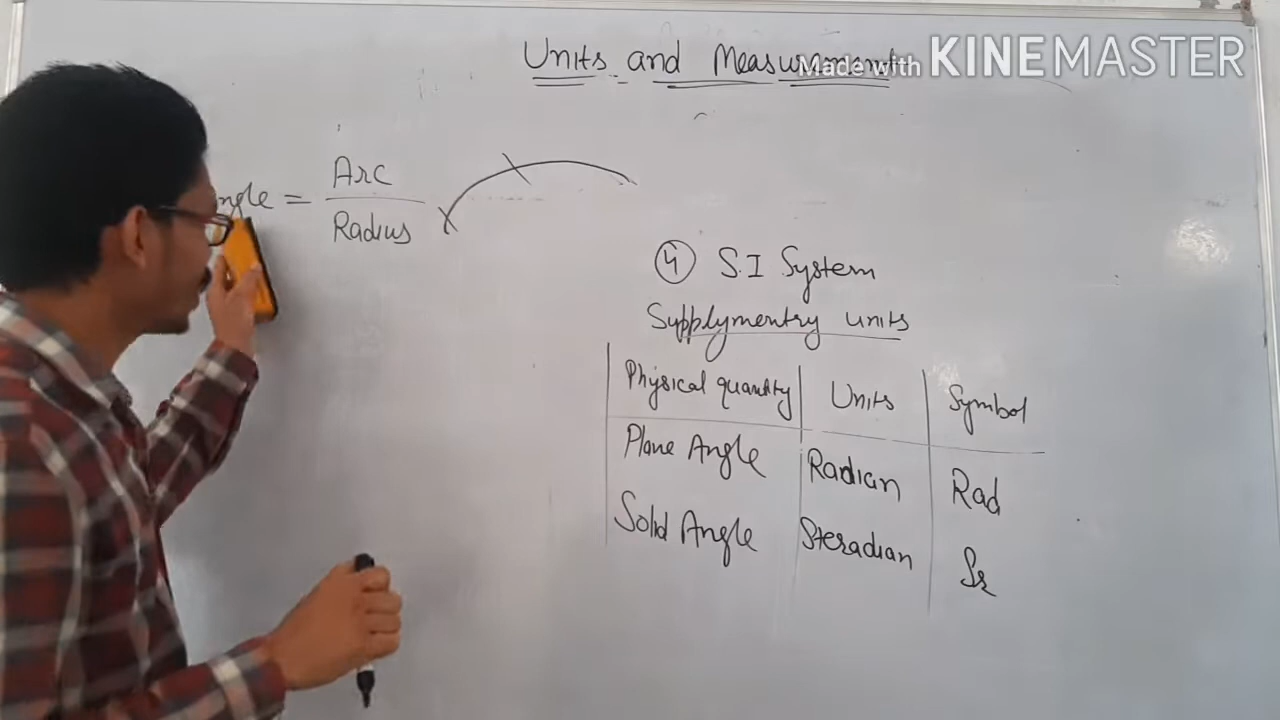 Units and Measurement
Made with KINEMASTER
ngle = Arc
Radius
4 S.I System
Supplymentry units
Physical quantity Units Symbol
Plane Angle Radian Rad
Solid Angle Steradian Sr